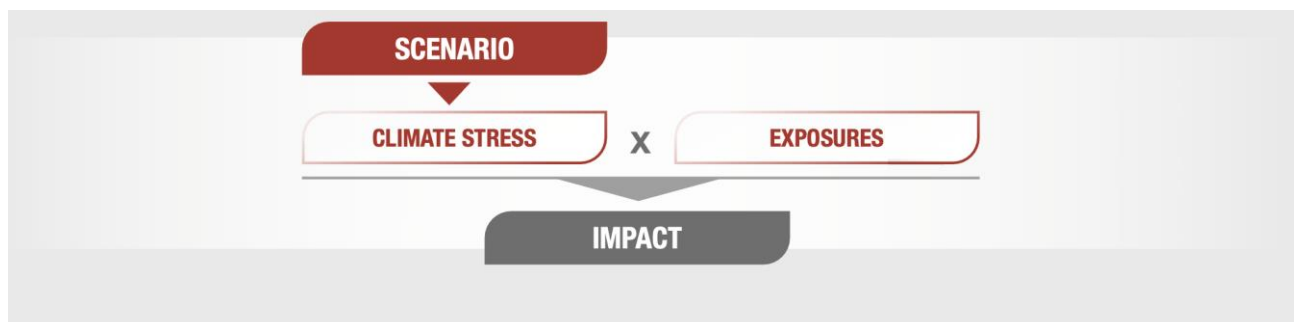 SCENARIO
CLIMATE STRESS x EXPOSURES
IMPACT